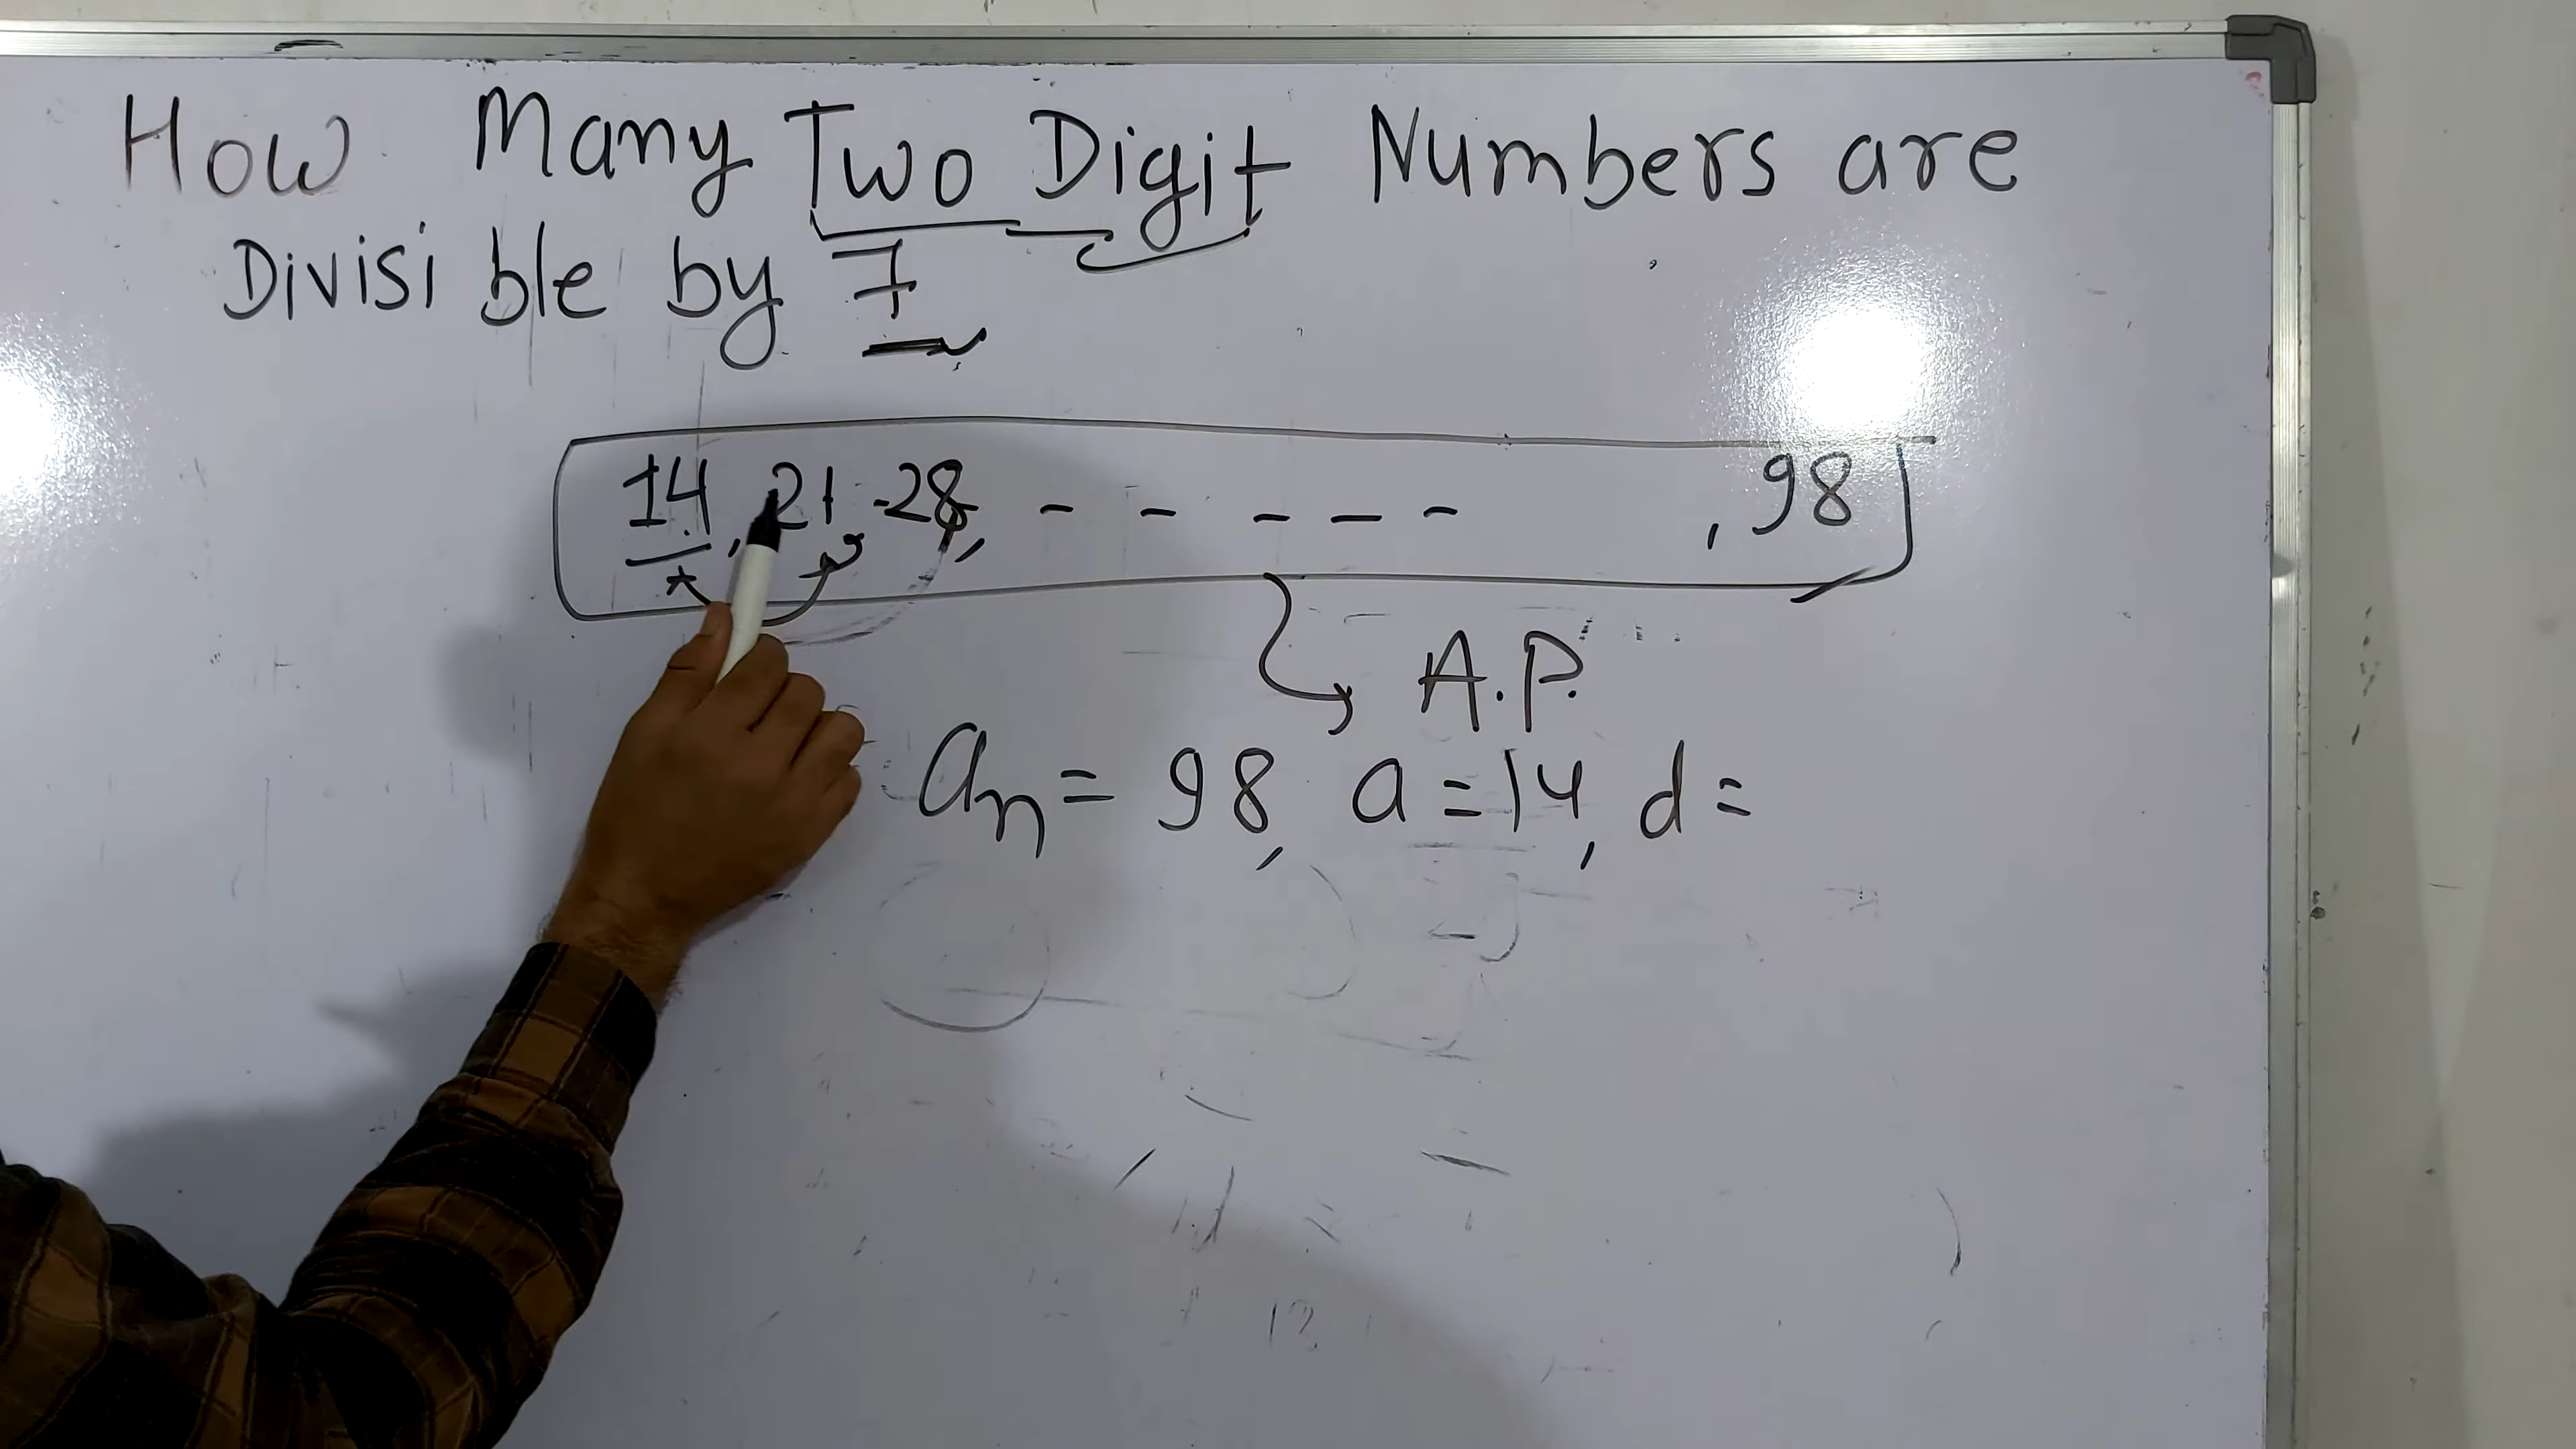 How Many Two Digit Numbers are
Divisible by 7
14, 21, 28, - - - - - , 98
A.P.
an = 98, a = 14, d =